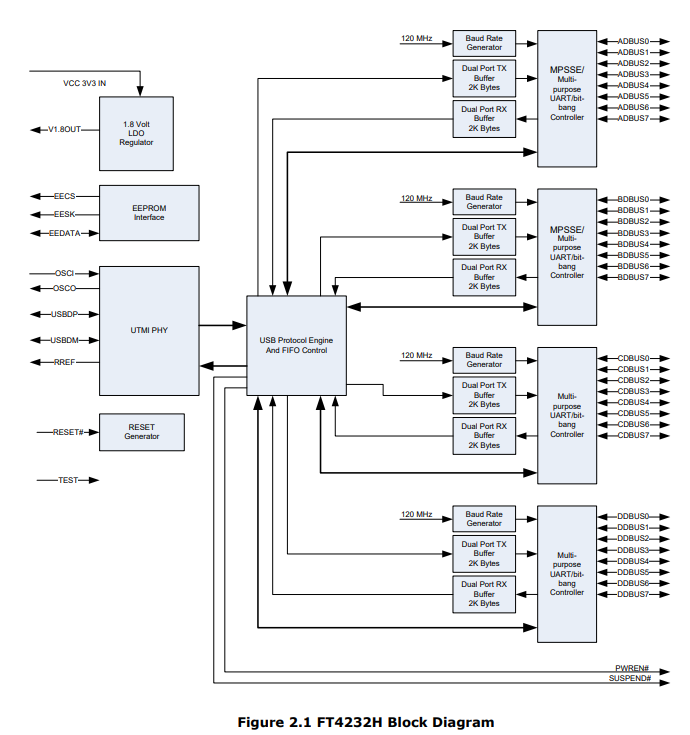 VCC 3V3 IN
V1.8OUT
1.8 Volt
LDO
Regulator
EECS
EESK
EEDATA
EEPROM
Interface
OSCI
OSCO
USBDP
USBDM
RREF
UTMI PHY
RESET#
RESET
Generator
TEST
USB Protocol Engine
And FIFO Control
120 MHz
Baud Rate
Generator
Dual Port TX
Buffer
2K Bytes
Dual Port RX
Buffer
2K Bytes
MPSSE/
Multi-
purpose
UART/bit-
bang
Controller
ADBUS0
ADBUS1
ADBUS2
ADBUS3
ADBUS4
ADBUS5
ADBUS6
ADBUS7
120 MHz
Baud Rate
Generator
Dual Port TX
Buffer
2K Bytes
Dual Port RX
Buffer
2K Bytes
MPSSE/
Multi-
purpose
UART/bit-
bang
Controller
BDBUS0
BDBUS1
BDBUS2
BDBUS3
BDBUS4
BDBUS5
BDBUS6
BDBUS7
120 MHz
Baud Rate
Generator
Dual Port TX
Buffer
2K Bytes
Dual Port RX
Buffer
2K Bytes
Multi-
purpose
UART/bit-
bang
Controller
CDBUS0
CDBUS1
CDBUS2
CDBUS3
CDBUS4
CDBUS5
CDBUS6
CDBUS7
120 MHz
Baud Rate
Generator
Dual Port TX
Buffer
2K Bytes
Dual Port RX
Buffer
2K Bytes
Multi-
purpose
UART/bit-
bang
Controller
DDBUS0
DDBUS1
DDBUS2
DDBUS3
DDBUS4
DDBUS5
DDBUS6
DDBUS7
PWREN#
SUSPEND#
Figure 2.1 FT4232H Block Diagram